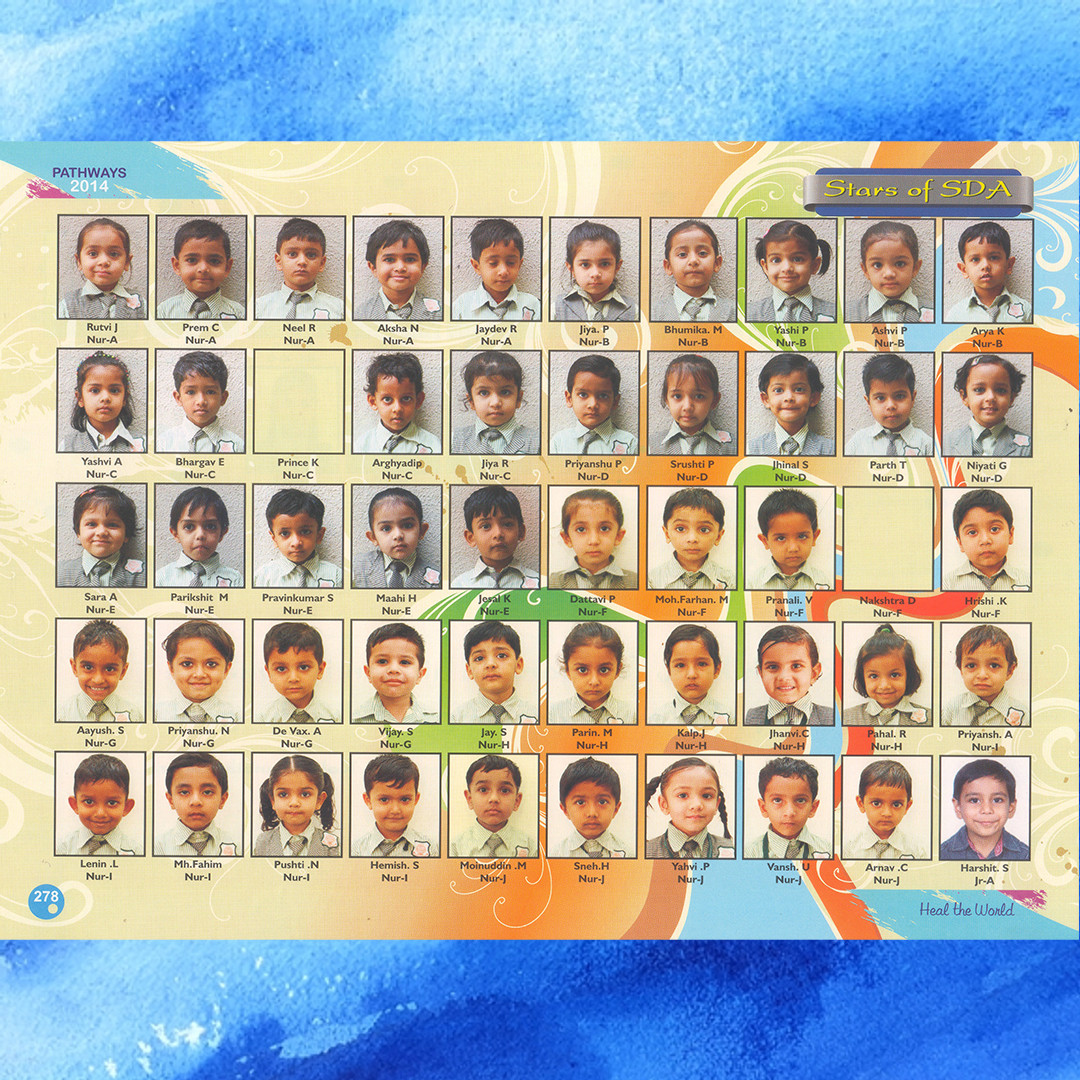 PATHWAYS
2014
Stars of SDA
Rutvi J
Nur-A
Prem C
Nur-A
Neel R
Nur-A
Aksha N
Nur-A
Jaydev R
Nur-A
Jiya. P
Nur-B
Bhumika. M
Nur-B
Yashi P
Nur-B
Ashvi P
Nur-B
Arya K
Nur-B
Yashvi A
Nur-C
Bhargav E
Nur-C
Prince K
Nur-C
Arghyadip
Nur-C
Jiya R
Nur-C
Priyanshu P
Nur-D
Srushti P
Nur-D
Jhinal S
Nur-D
Parth T
Nur-D
Niyati G
Nur-D
Sara A
Nur-E
Parikshit M
Nur-E
Pravinkumar S
Nur-E
Maahi H
Nur-E
Jesal K
Nur-E
Dattavi P
Nur-F
Moh.Farhan. M
Nur-F
Pranali. V
Nur-F
Nakshtra D
Nur-F
Hrishi .K
Nur-F
Aayush. S
Nur-G
Priyanshu. N
Nur-G
De Vax. A
Nur-G
Vijay. S
Nur-G
Jay. S
Nur-H
Parin. M
Nur-H
Kalp.J
Nur-H
Jhanvi.C
Nur-H
Pahal. R
Nur-H
Priyansh. A
Nur-I
Lenin .L
Nur-I
Mh.Fahim
Nur-I
Pushti .N
Nur-I
Hemish. S
Nur-I
Moinuddin .M
Nur-J
Sneh.H
Nur-J
Yahvi .P
Nur-J
Vansh. U
Nur-J
Arnav .C
Nur-J
Harshit. S
Jr-A
278
Heal the World